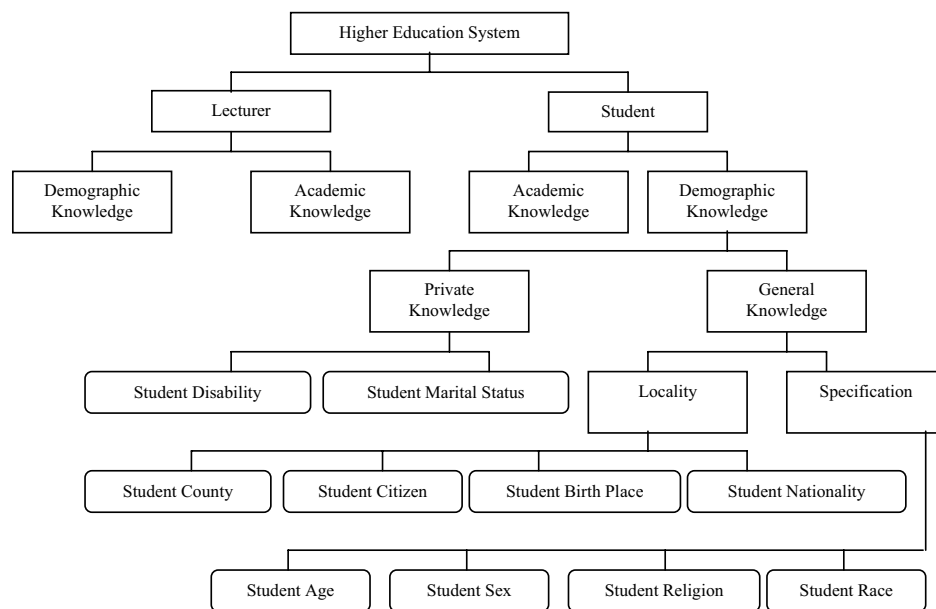 Higher Education System
Lecturer
Student
Demographic
Knowledge
Academic
Knowledge
Academic
Knowledge
Demographic
Knowledge
Private
Knowledge
General
Knowledge
Student Disability
Student Marital Status
Locality
Specification
Student County
Student Citizen
Student Birth Place
Student Nationality
Student Age
Student Sex
Student Religion
Student Race